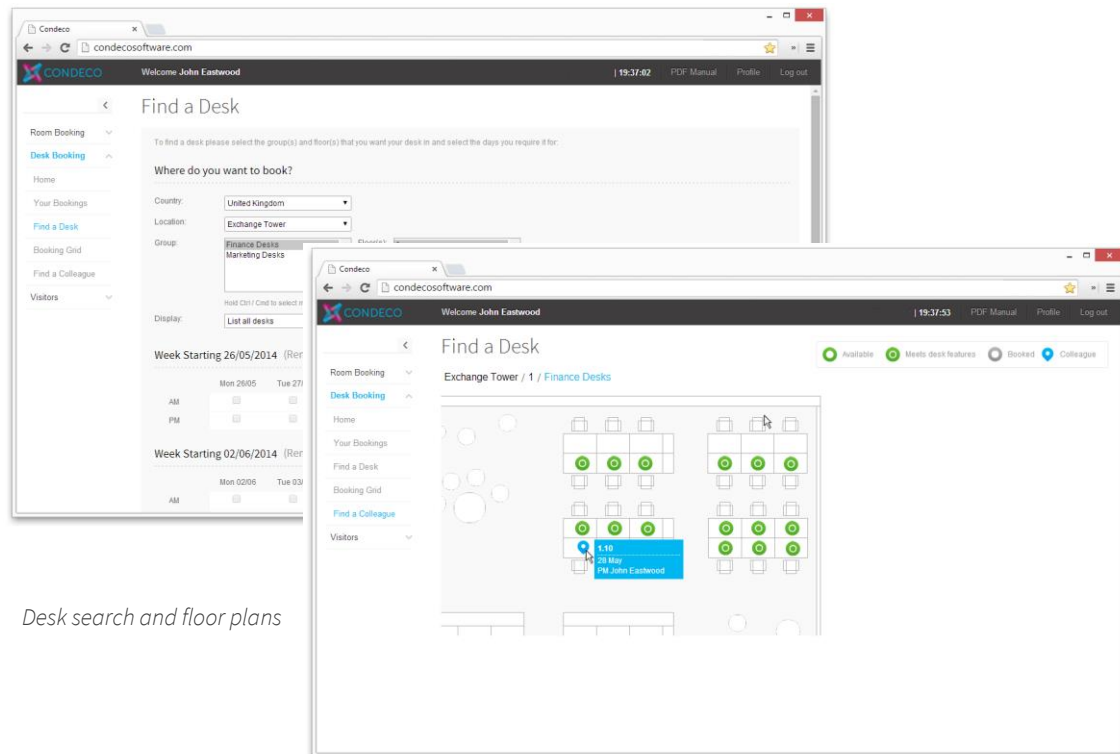 Condeco
condecosoftware.com
CONDECO
Welcome John Eastwood
| 19:37:02 PDF Manual Profile Log out
Find a Desk
Room Booking
Desk Booking
Home
Your Bookings
Find a Desk
Booking Grid
Find a Colleague
Visitors
To find a desk please select the group(s) and floor(s) that you want your desk in and select the days you require it for:
Where do you want to book?
Country: United Kingdom
Location: Exchange Tower
Group: Finance Desks Floor(s):
Marketing Desks
Hold Ctrl / Cmd to select
Display: List all desks
Week Starting 26/05/2014
Mon 26/05 Tue 27/
AM
PM
Week Starting 02/06/2014
Mon 02/06 Tue 03/
AM
Condeco
condecosoftware.com
CONDECO
Welcome John Eastwood
| 19:37:53 PDF Manual Profile Log out
Find a Desk
Available Meets desk features Booked Colleague
Exchange Tower / 1 / Finance Desks
Room Booking
Desk Booking
Home
Your Bookings
Find a Desk
Booking Grid
Find a Colleague
Visitors
1.10
28 May
PM John Eastwood
Desk search and floor plans